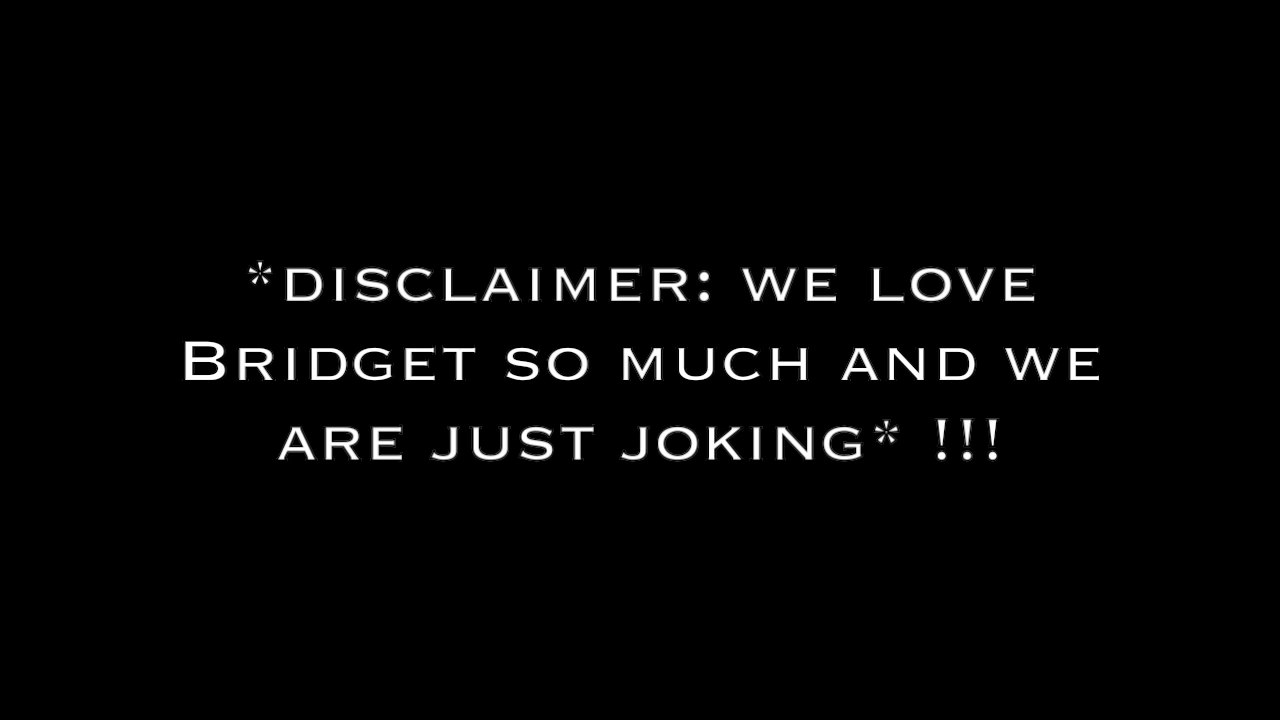 *DISCLAIMER: WE LOVE
BRIDGET SO MUCH AND WE
ARE JUST JOKING* !!!